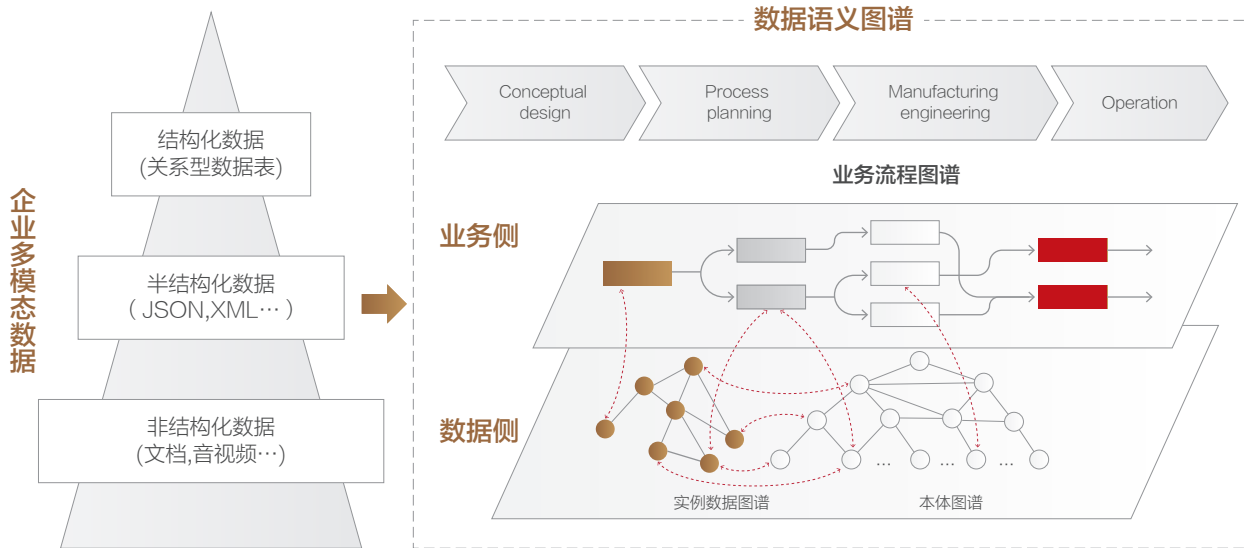 企业多模态数据
结构化数据
(关系型数据表)
半结构化数据
（JSON,XML…）
非结构化数据
(文档,音视频…)
数据语义图谱
Conceptual
design
Process
planning
Manufacturing
engineering
Operation
业务流程图谱
业务侧
数据侧
...
...
...
实例数据图谱
本体图谱